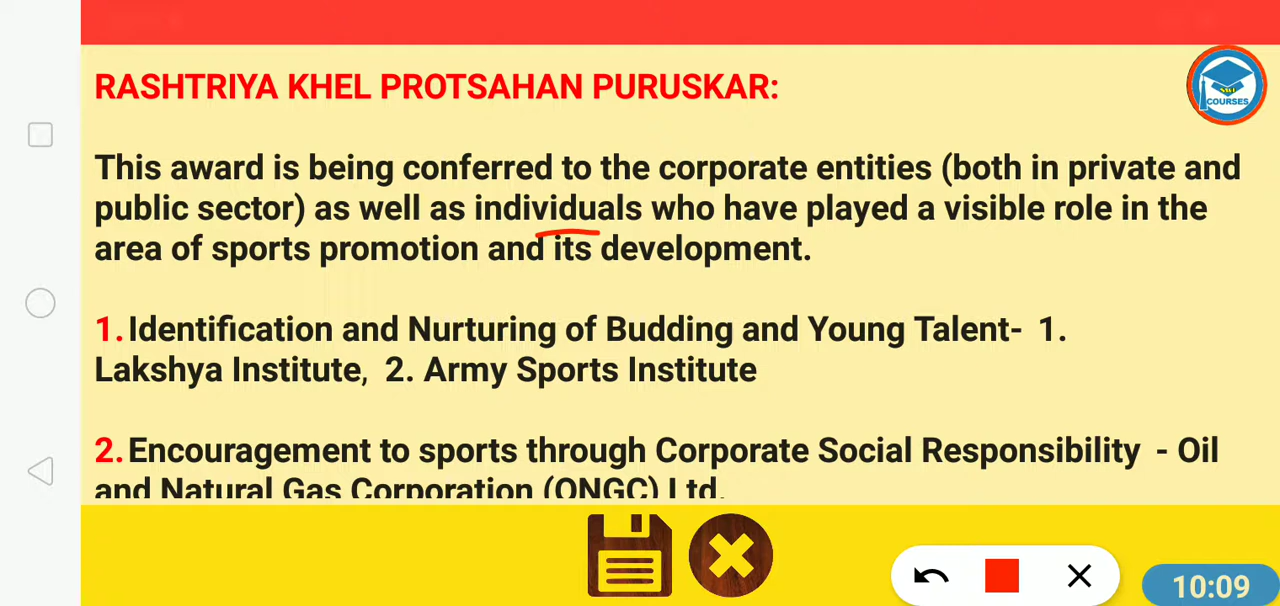 RASHTRIYA KHEL PROTSAHAN PURUSKAR:
This award is being conferred to the corporate entities (both in private and
public sector) as well as individuals who have played a visible role in the
area of sports promotion and its development.
1. Identification and Nurturing of Budding and Young Talent- 1.
Lakshya Institute, 2. Army Sports Institute
2. Encouragement to sports through Corporate Social Responsibility - Oil
and Natural Gas Corporation (ONGC) Ltd.
COURSES
10:09